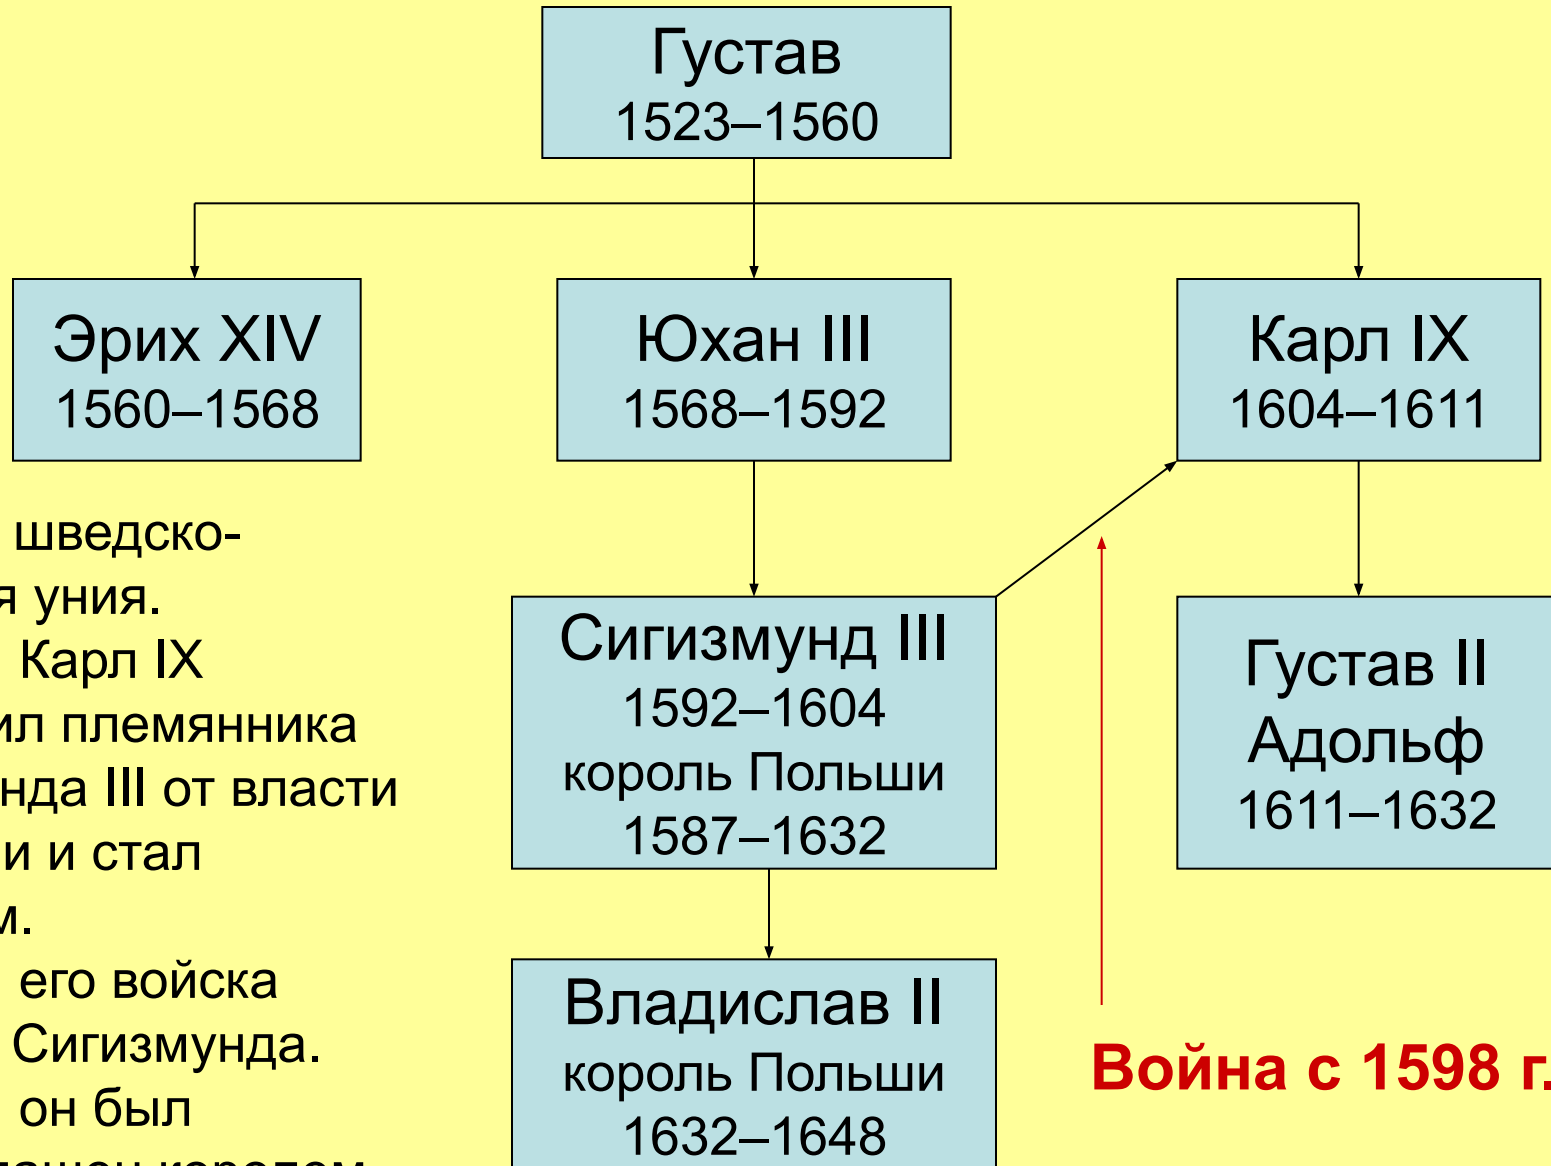 Густав
1523–1560
Эрих XIV
1560–1568
Юхан III
1568–1592
Карл IX
1604–1611
шведско-
уния.
Карл IX
племянника
III от власти
и стал
его войска
Сигизмунда.
он был
королем
Сигизмунд III
1592–1604
король Польши
1587–1632
Густав II
Адольф
1611–1632
Владислав II
король Польши
1632–1648
Война с 1598 г.